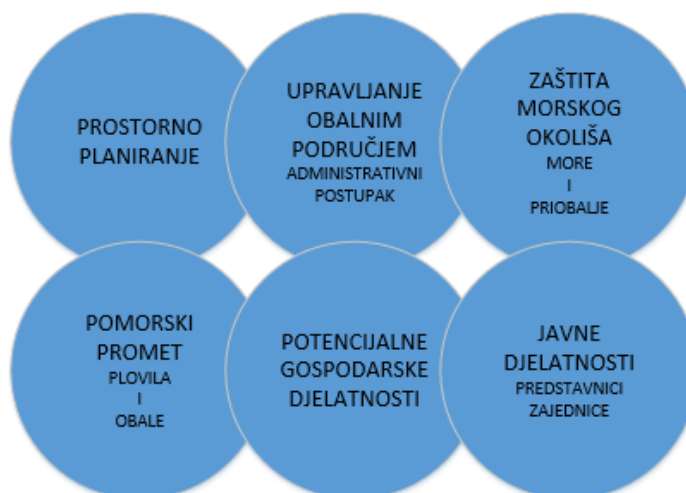 PROSTORNO
PLANIRANJE
UPRAVLJANJE
OBALNIM
PODRUČJEM
ADMINISTRATIVNI
POSTUPAK
ZAŠTITA
MORSKOG
OKOLIŠA
MORE
I
PRIOBALJE
POMORSKI
PROMET
PLOVILA
I
OBALE
POTENCIJALNE
GOSPODARSKE
DJELATNOSTI
JAVNE
DJELATNOSTI
PREDSTAVNICI
ZAJEDNICE